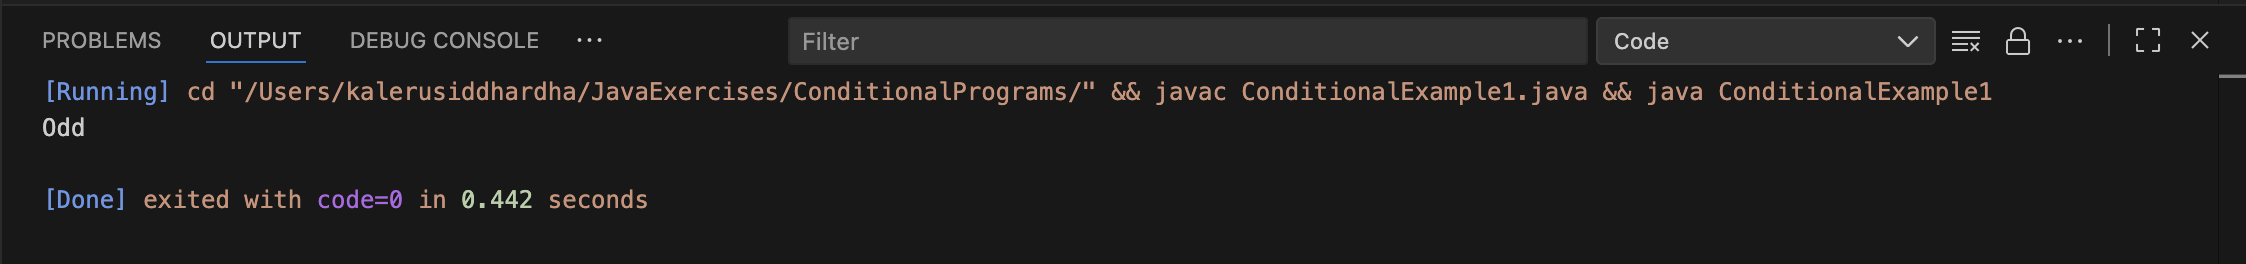 PROBLEMS OUTPUT DEBUG CONSOLE ··· Filter Code ···
[Running] cd "/Users/kalerusiddhardha/JavaExercises/ConditionalPrograms/" && javac ConditionalExample1.java && java ConditionalExample1
Odd
[Done] exited with code=0 in 0.442 seconds